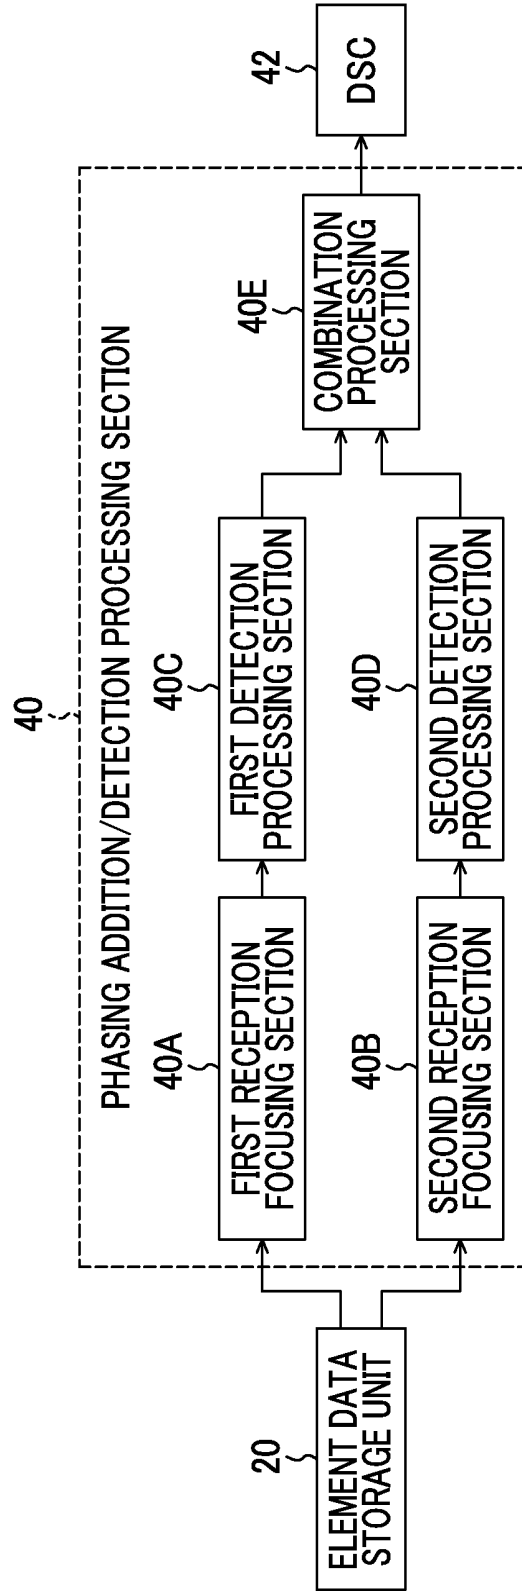 40
PHASING ADDITION/DETECTION PROCESSING SECTION
40A
FIRST RECEPTION
FOCUSING SECTION
40C
FIRST DETECTION
PROCESSING SECTION
20
ELEMENT DATA
STORAGE UNIT
40E
COMBINATION
PROCESSING
SECTION
42
DSC
40B
SECOND RECEPTION
FOCUSING SECTION
40D
SECOND DETECTION
PROCESSING SECTION